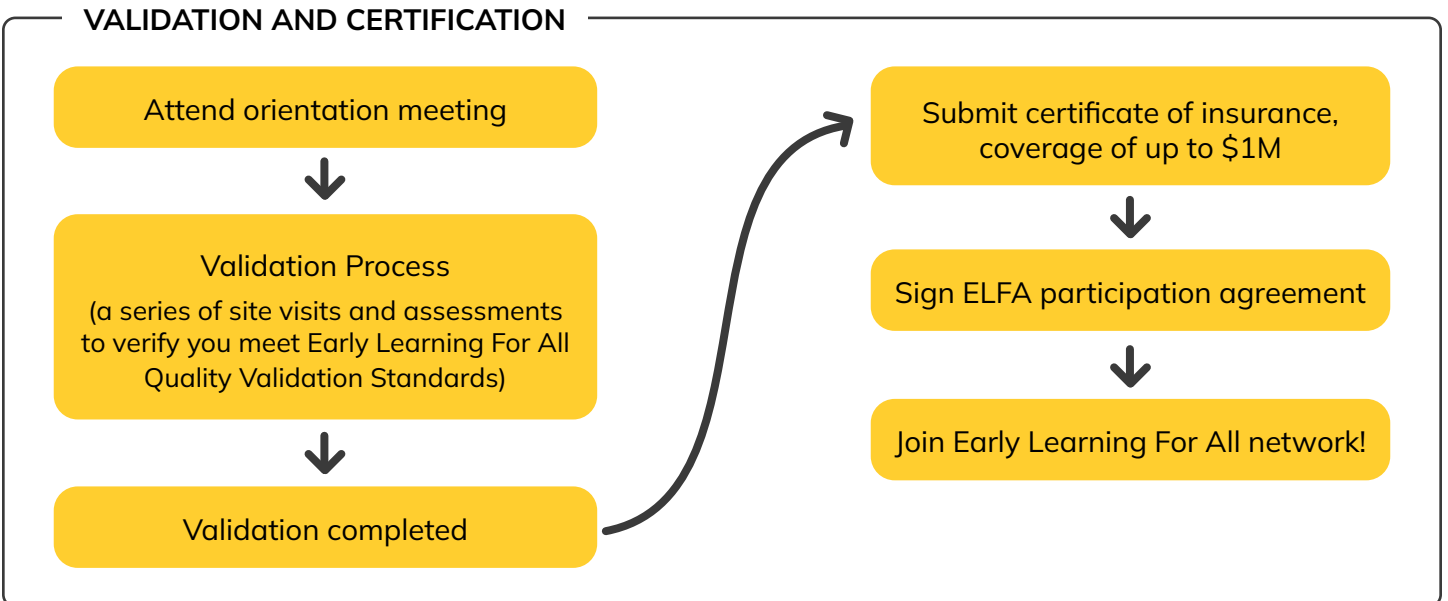 VALIDATION AND CERTIFICATION
Attend orientation meeting
Validation Process
(a series of site visits and assessments
to verify you meet Early Learning For All
Quality Validation Standards)
Validation completed
Submit certificate of insurance,
coverage of up to $1M
Sign ELFA participation agreement
Join Early Learning For All network!